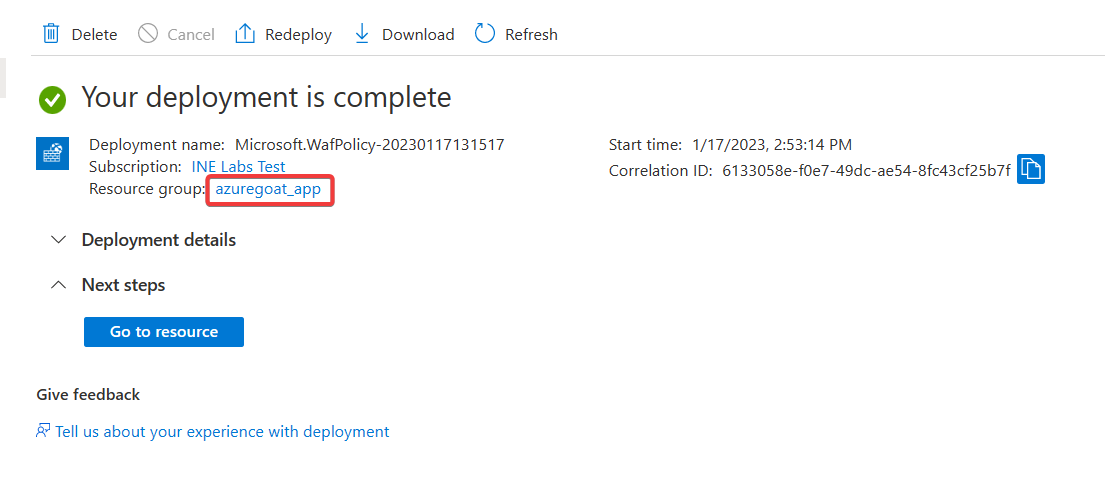 Delete Cancel Redeploy Download Refresh
Your deployment is complete
Deployment name: Microsoft.WafPolicy-20230117131517
Subscription: INE Labs Test
Resource group: azuregoat_app
Start time: 1/17/2023, 2:53:14 PM
Correlation ID: 6133058e-f0e7-49dc-ae54-8fc43cf25b7f
Deployment details
Next steps
Go to resource
Give feedback
Tell us about your experience with deployment